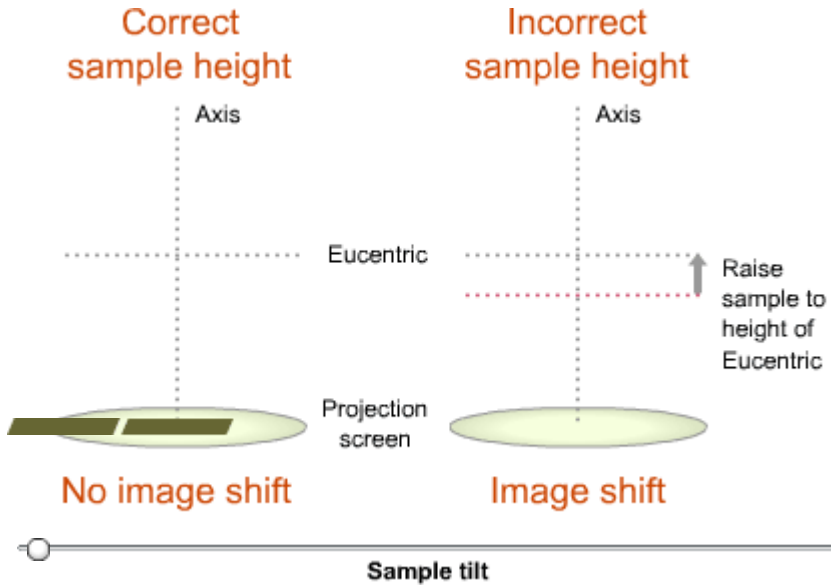 Correct
sample height
Incorrect
sample height
Axis
Axis
Eucentric
Raise
sample to
height of
Eucentric
Projection
screen
No image shift
Image shift
Sample tilt